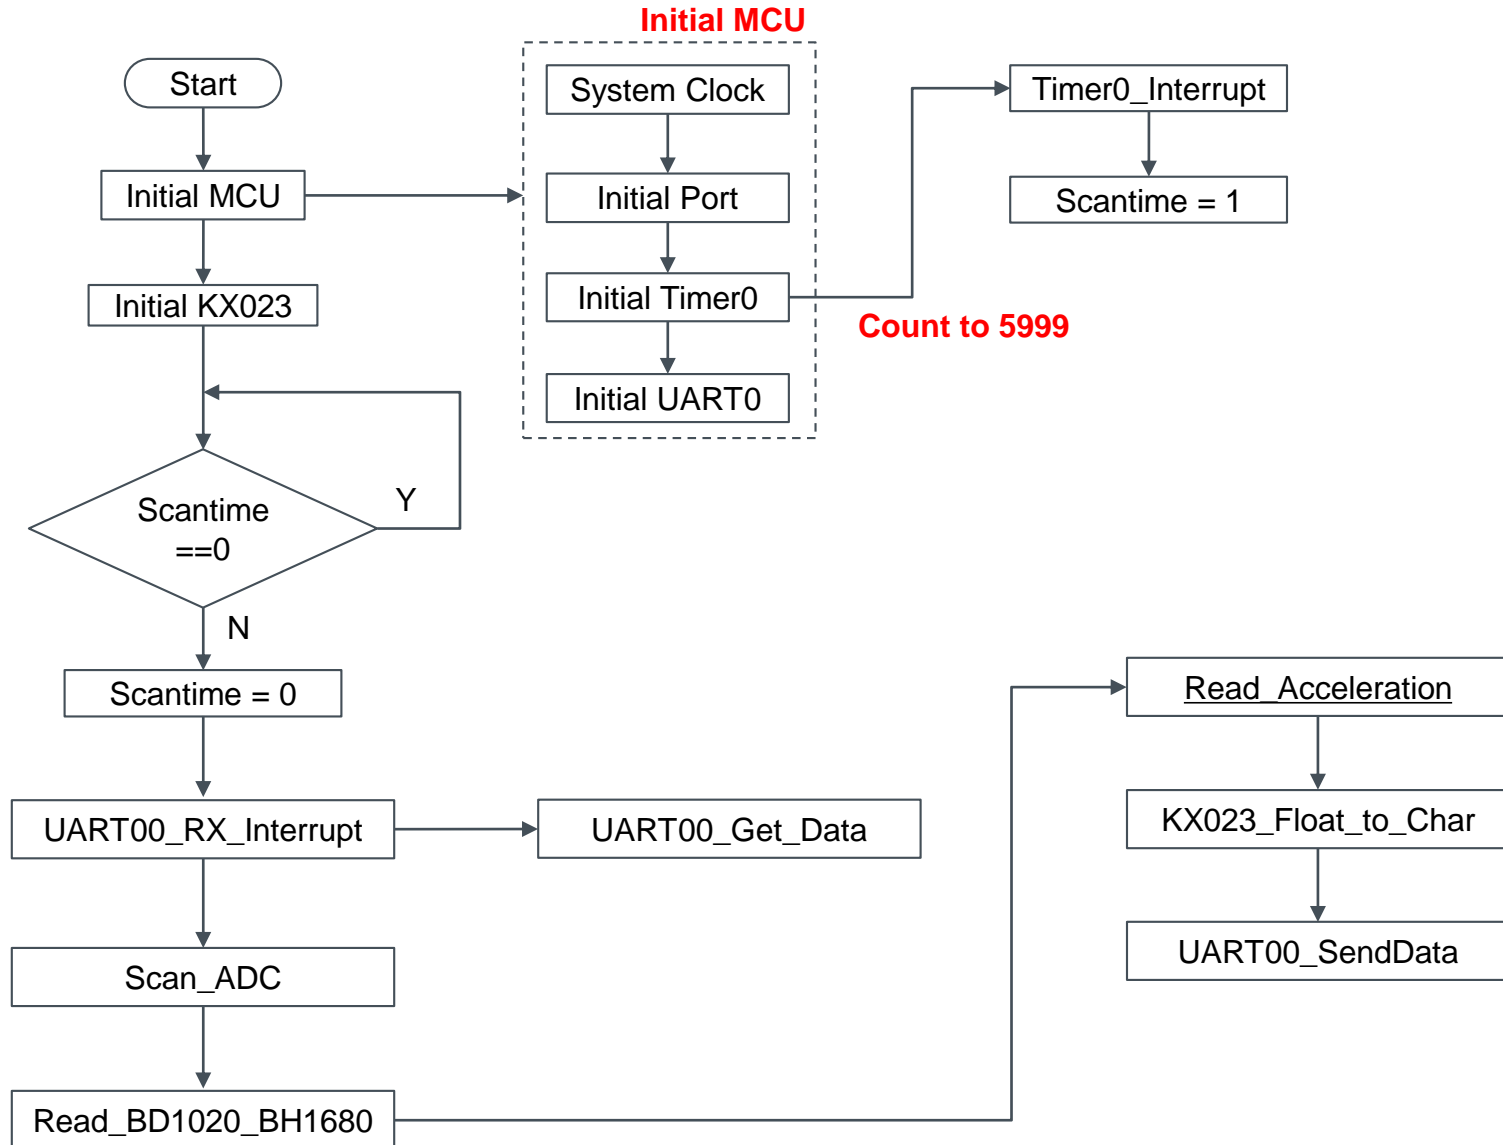 Initial MCU
Start
System Clock
Timer0_Interrupt
Initial MCU
Initial Port
Scantime = 1
Initial KX023
Initial Timer0
Count to 5999
Initial UART0
Scantime
==0
Y
N
Scantime = 0
Read_Acceleration
UART00_RX_Interrupt
UART00_Get_Data
KX023_Float_to_Char
Scan_ADC
UART00_SendData
Read_BD1020_BH1680